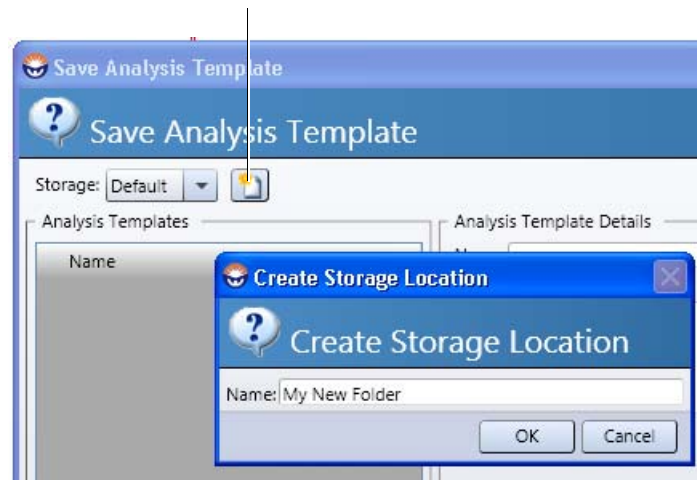 Save Analysis Template
Save Analysis Template
Storage: Default
Analysis Templates
Analysis Template Details
Name
Create Storage Location
Create Storage Location
Name: My New Folder
OK Cancel